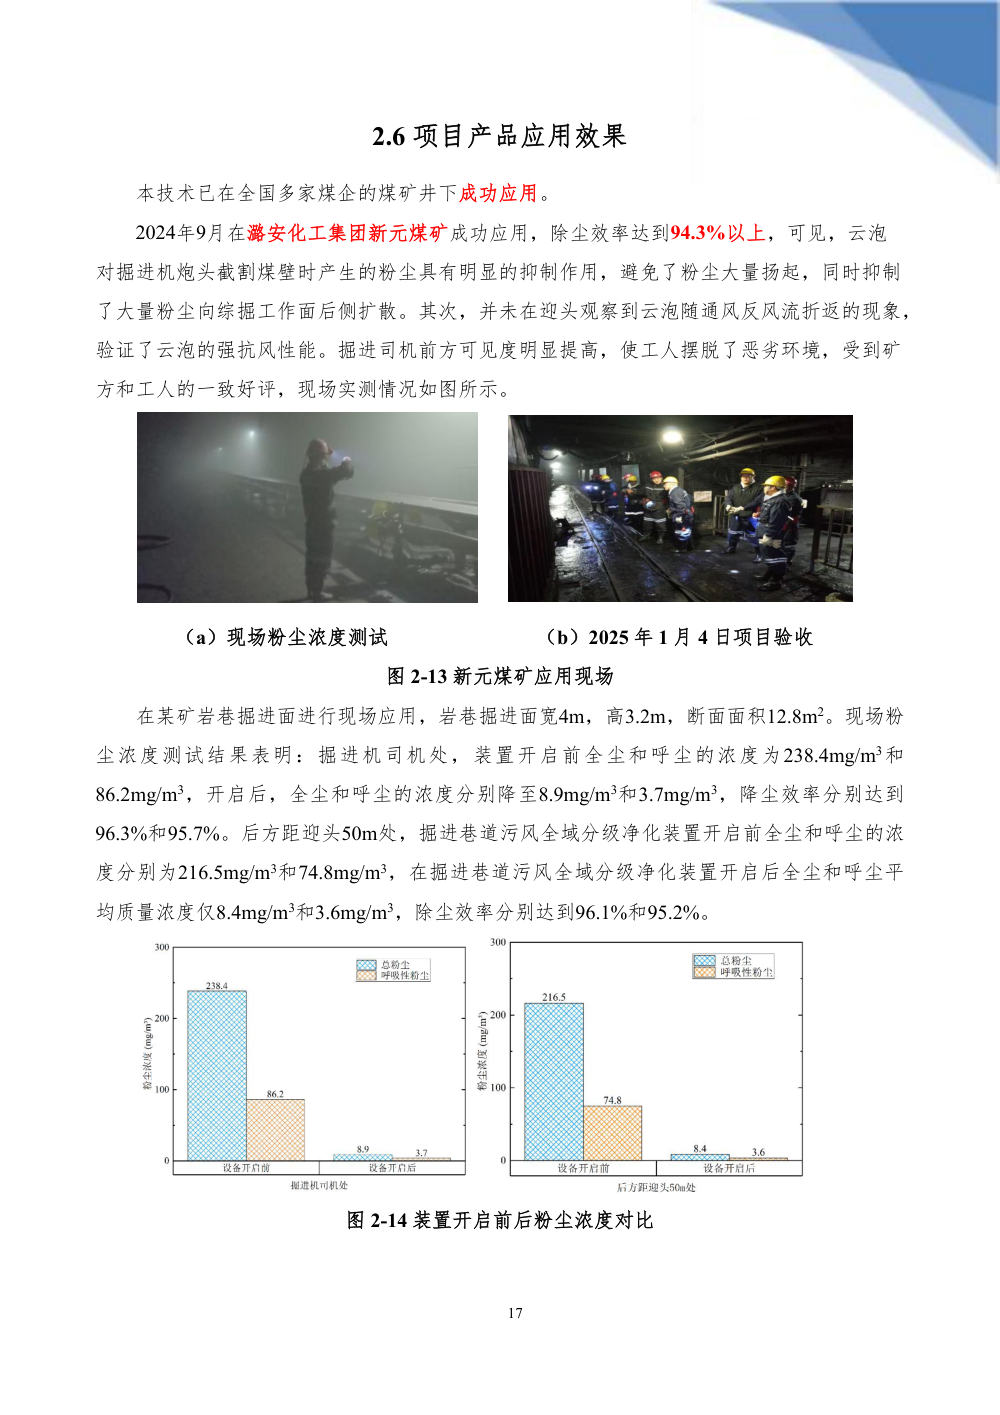 2.6 项目产品应用效果
本技术已在全国多家煤企的煤矿井下成功应用。
2024年9月在潞安化工集团新元煤矿成功应用，除尘效率达到94.3%以上，可见，云泡
对掘进机炮头截割煤壁时产生的粉尘具有明显的抑制作用，避免了粉尘大量扬起，同时抑制
了大量粉尘向综掘工作面后侧扩散。其次，并未在迎头观察到云泡随通风反风流折返的现象，
验证了云泡的强抗风性能。掘进司机前方可见度明显提高，使工人摆脱了恶劣环境，受到矿
方和工人的一致好评，现场实测情况如图所示。
（a）现场粉尘浓度测试
（b）2025 年 1 月 4 日项目验收
图 2-13 新元煤矿应用现场
在某矿岩巷掘进面进行现场应用，岩巷掘进面宽4m，高3.2m，断面面积12.8m²。现场粉
尘浓度测试结果表明：掘进机司机处，装置开启前全尘和呼尘的浓度为238.4mg/m³和
86.2mg/m³，开启后，全尘和呼尘的浓度分别降至8.9mg/m³和3.7mg/m³，降尘效率分别达到
96.3%和95.7%。后方距迎头50m处，掘进巷道污风全域分级净化装置开启前全尘和呼尘的浓
度分别为216.5mg/m³和74.8mg/m³，在掘进巷道污风全域分级净化装置开启后全尘和呼尘平
均质量浓度仅8.4mg/m³和3.6mg/m³，除尘效率分别达到96.1%和95.2%。
300
200
100
0
粉尘浓度 (mg/m³)
总粉尘
呼吸性粉尘
238.4
86.2
8.9
3.7
设备开启前
设备开启后
掘进机司机处
300
200
100
0
粉尘浓度 (mg/m³)
总粉尘
呼吸性粉尘
216.5
74.8
8.4
3.6
设备开启前
设备开启后
后方距迎头50m处
图 2-14 装置开启前后粉尘浓度对比
17